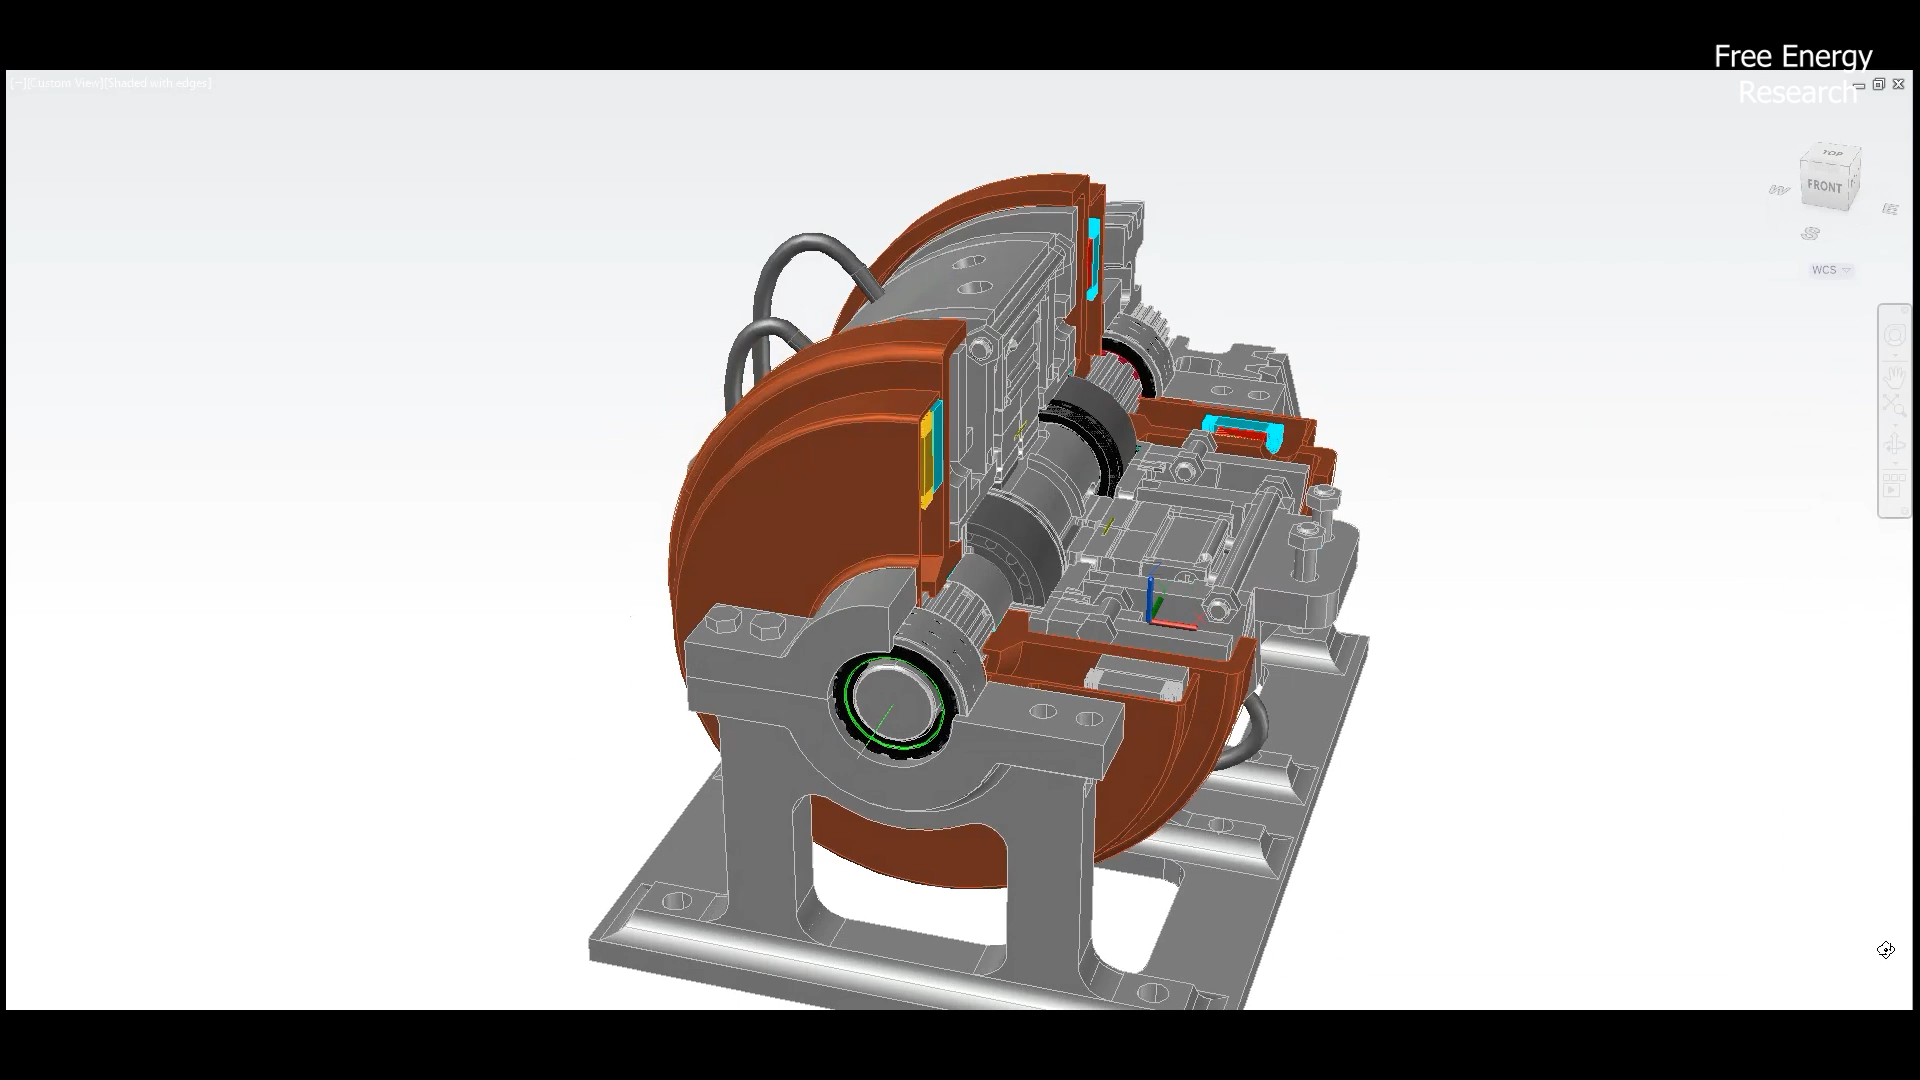 Free Energy
Research
[−][Custom View][Shaded with edges]
TOP
FRONT
W
E
S
WCS